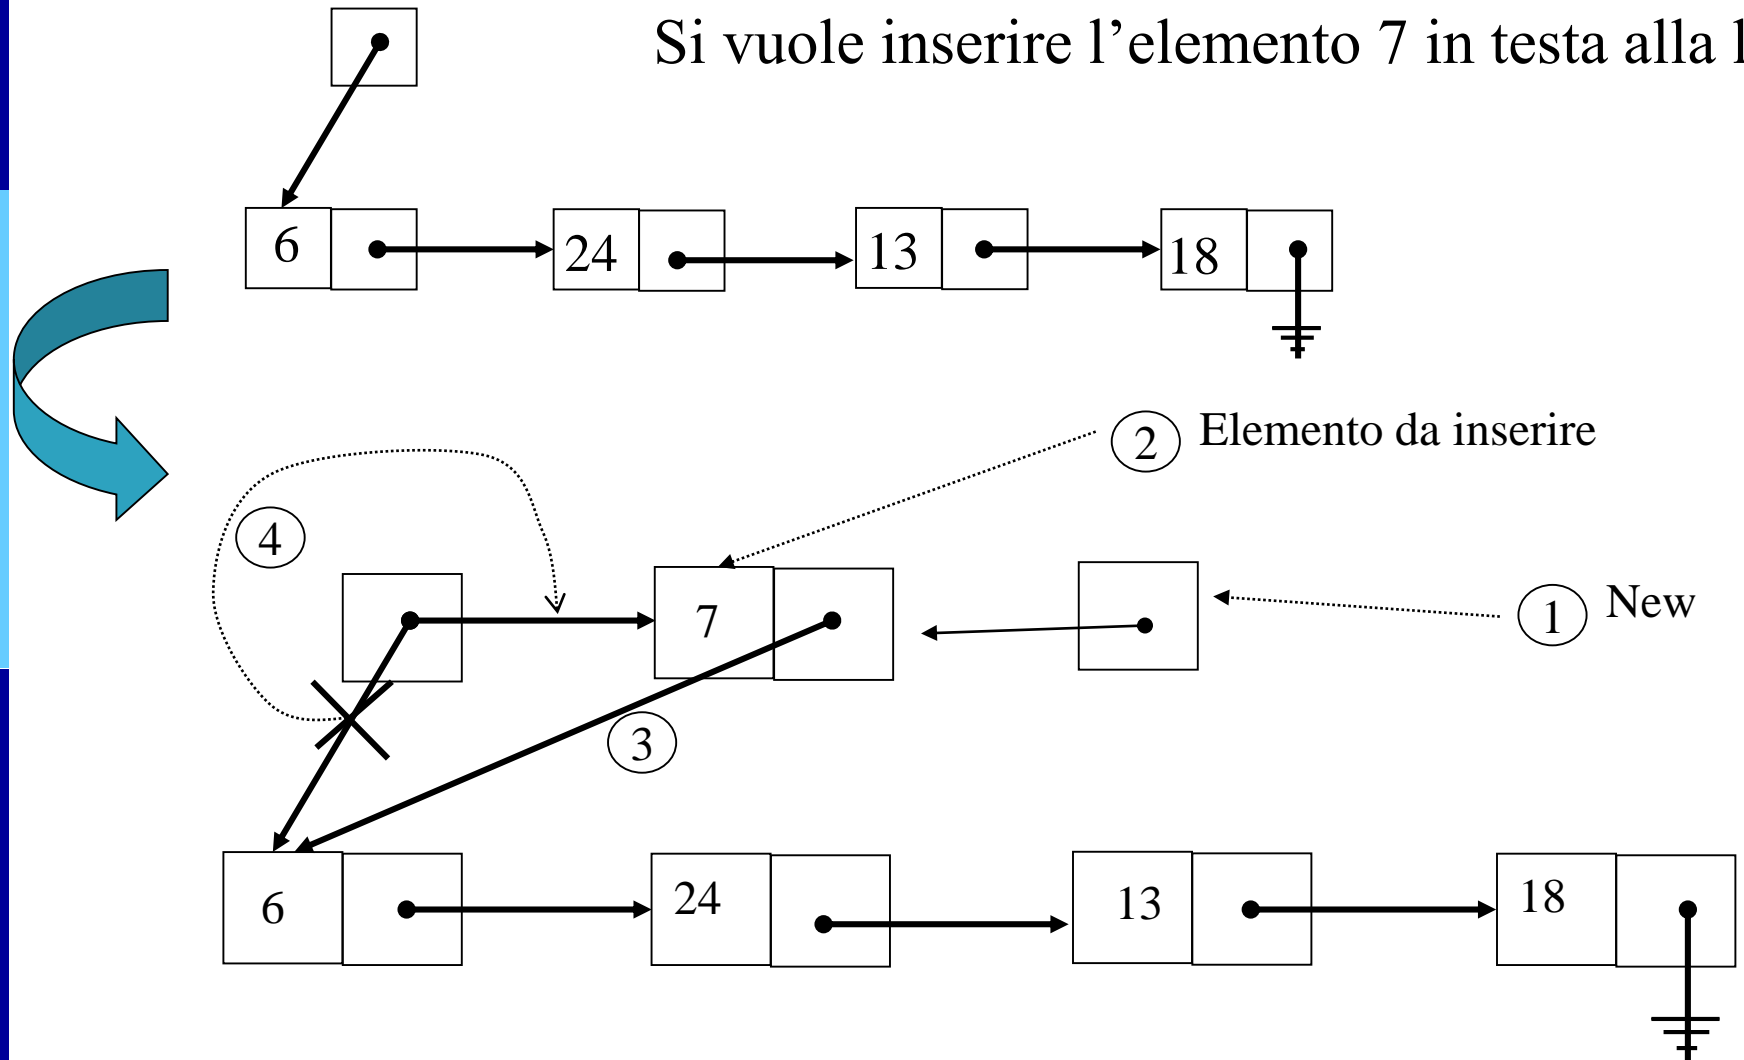 Si vuole inserire l’elemento 7 in testa alla
6 24 13 18
2 Elemento da inserire
4
7
1 New
3
6 24 13 18